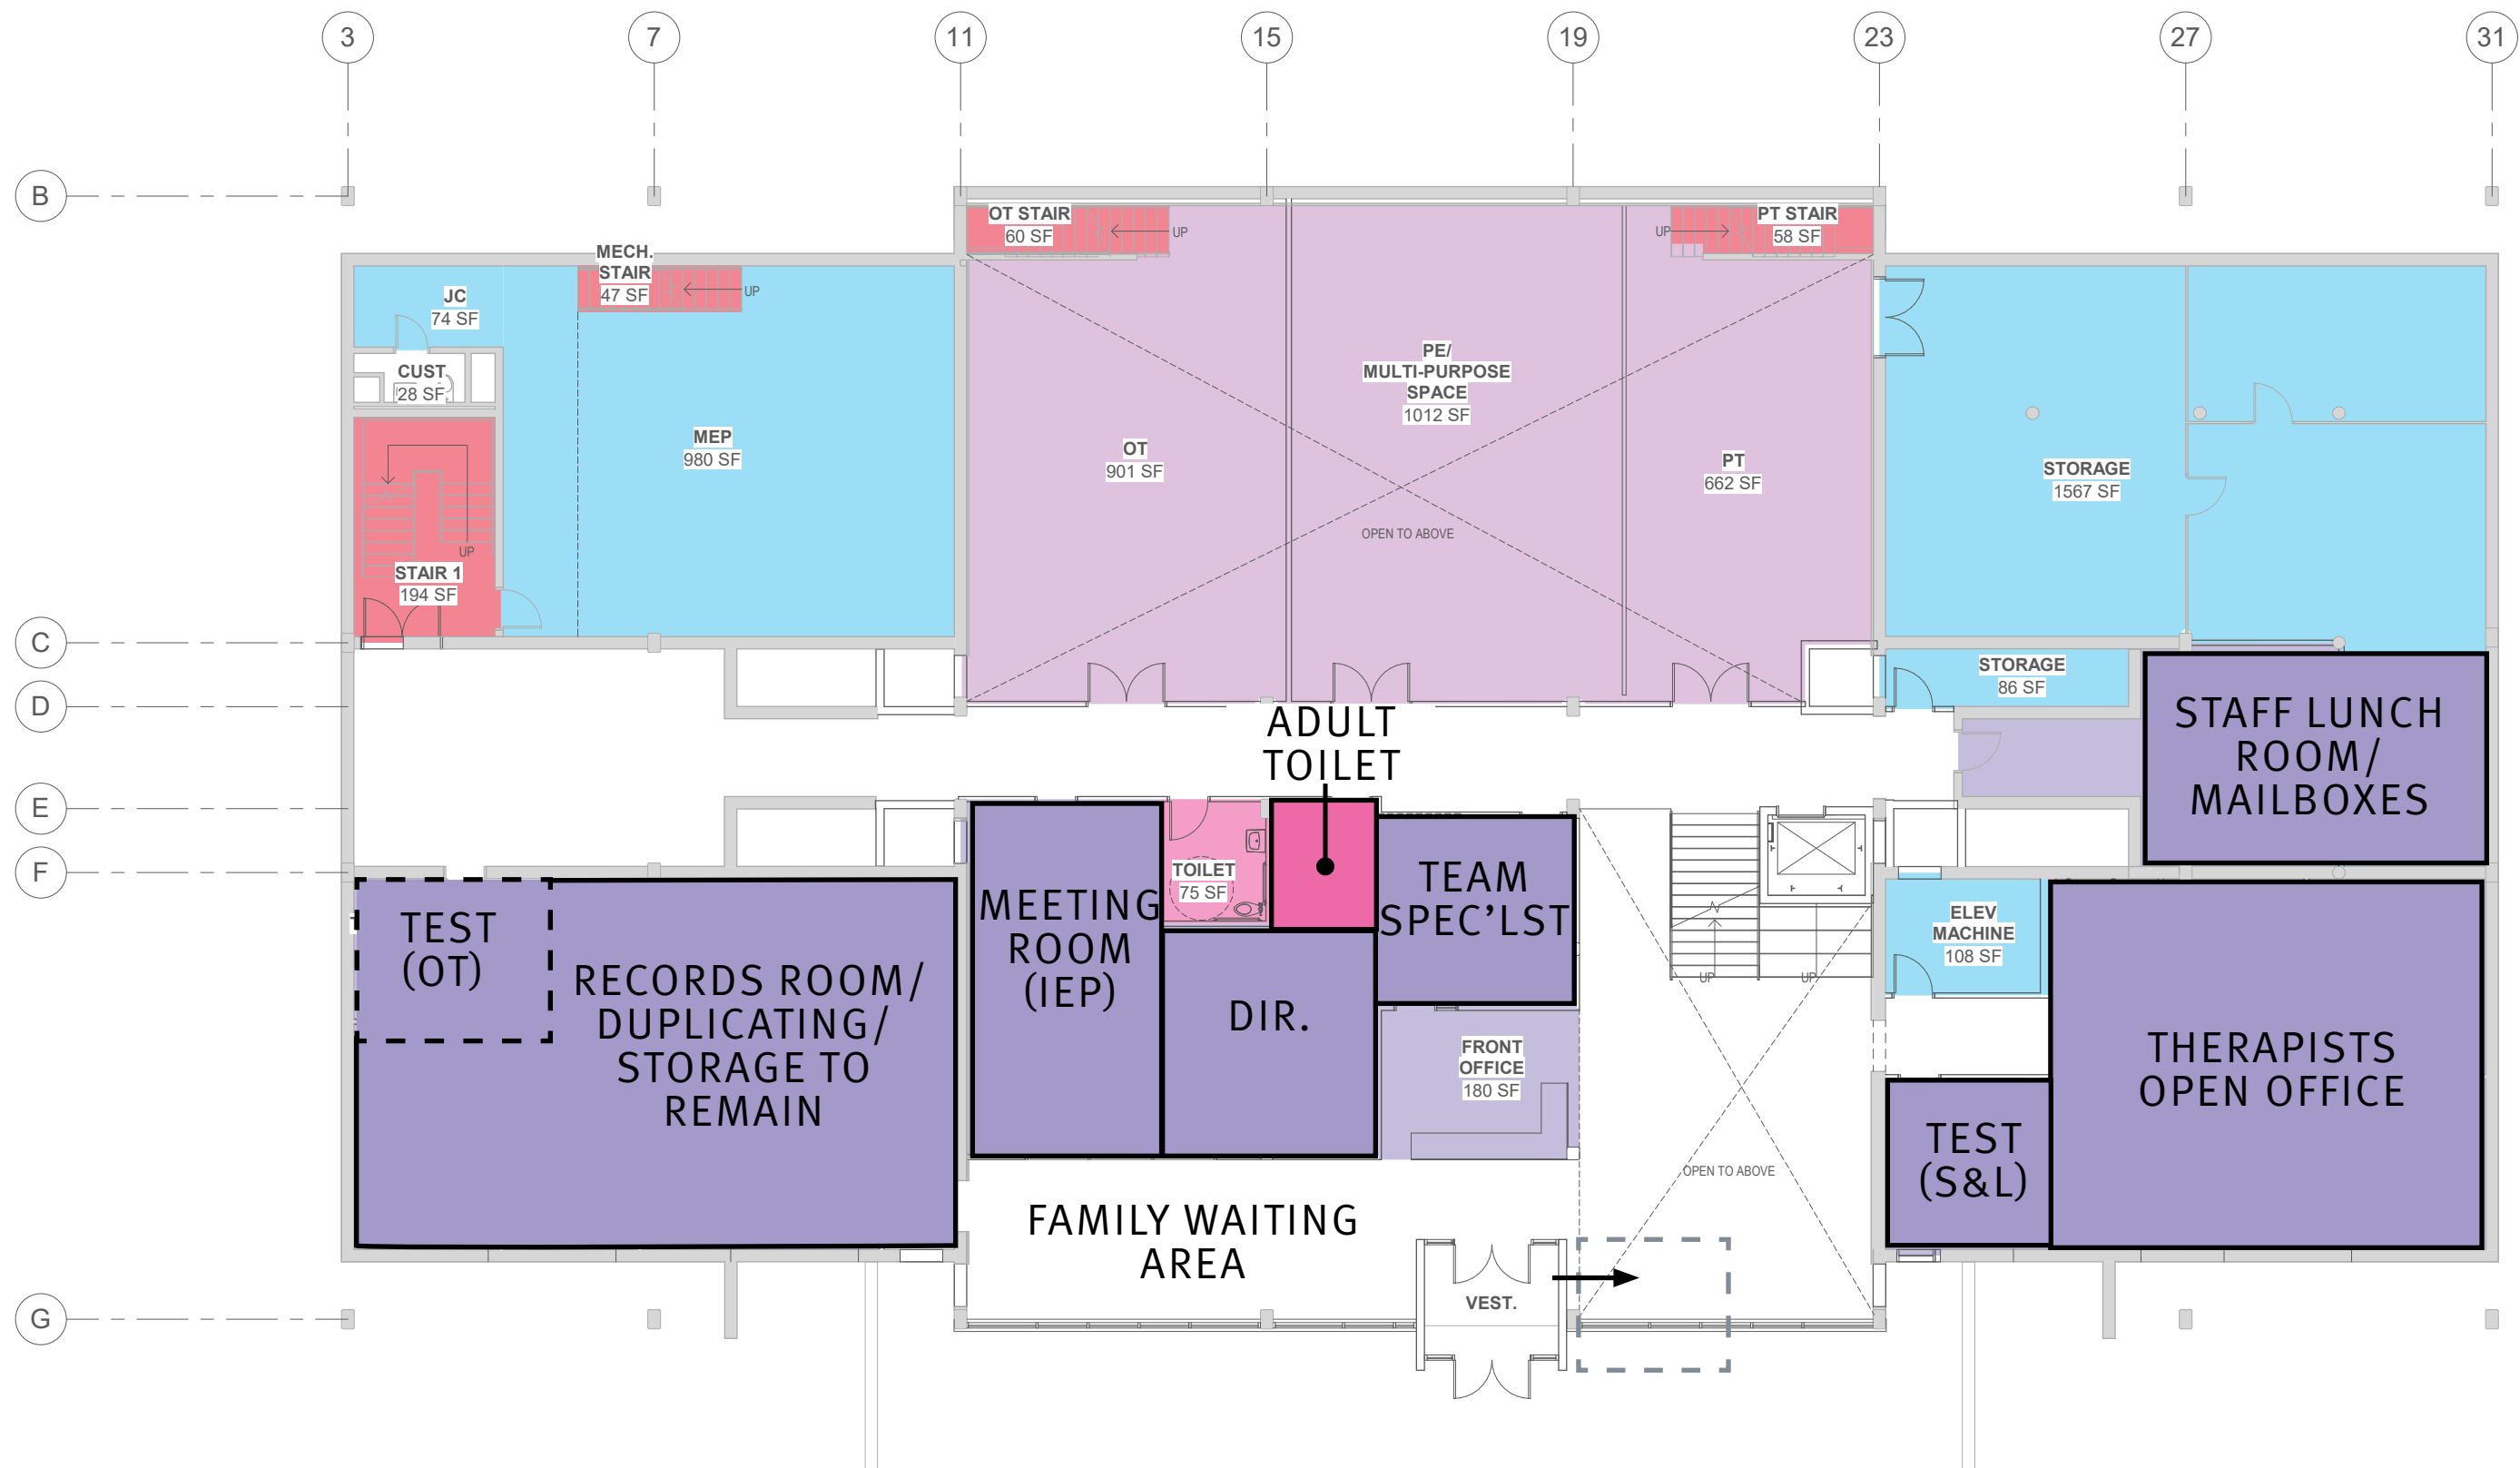 3
7
11
15
19
23
27
31
B
C
D
E
F
G
OT STAIR
60 SF
UP
UP
PT STAIR
58 SF
MECH.
STAIR
47 SF
UP
JC
74 SF
CUST
28 SF
MEP
980 SF
PE/
MULTI-PURPOSE
SPACE
1012 SF
OT
901 SF
PT
662 SF
STORAGE
1567 SF
OPEN TO ABOVE
UP
STAIR 1
194 SF
STORAGE
86 SF
ADULT
TOILET
STAFF LUNCH
ROOM/
MAILBOXES
TOILET
75 SF
MEETING
ROOM
(IEP)
TEAM
SPEC'LST
TEST
(OT)
RECORDS ROOM/
DUPLICATING/
STORAGE TO
REMAIN
DIR.
UP
UP
ELEV
MACHINE
108 SF
FRONT
OFFICE
180 SF
THERAPISTS
OPEN OFFICE
TEST
(S&L)
OPEN TO ABOVE
FAMILY WAITING
AREA
VEST.